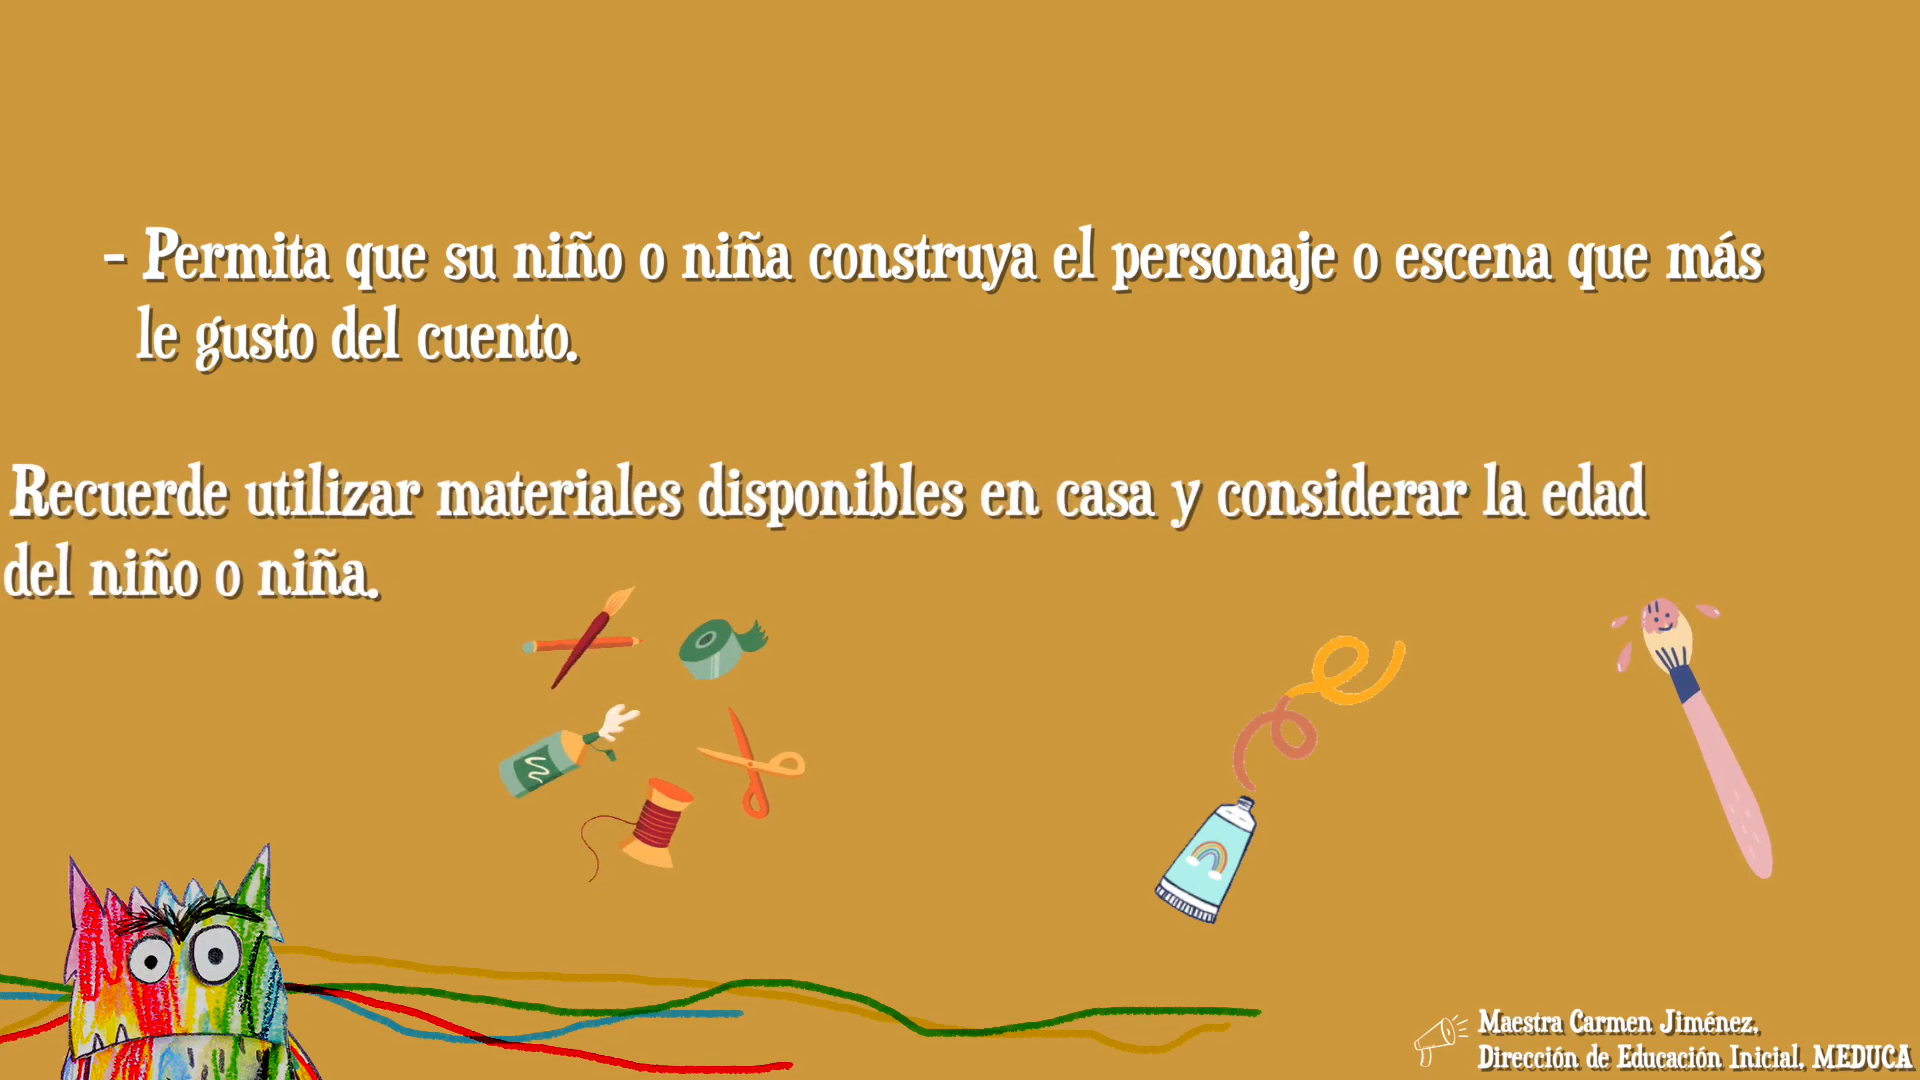 - Permita que su niño o niña construya el personaje o escena que más
le gusto del cuento.
Recuerde utilizar materiales disponibles en casa y considerar la edad
del niño o niña.
Maestra Carmen Jiménez,
Dirección de Educación Inicial, MEDUCA